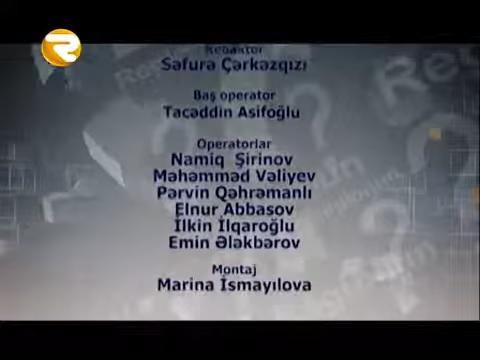 Redaktor
Səfurə Çərkəzqızı
Baş operator
Tacəddin Asifoğlu
Operatorlar
Namiq Şirinov
Məhəmməd Vəliyev
Pərvin Qəhrəmanlı
Elnur Abbasov
İlkin İlqaroğlu
Emin Ələkbərov
Montaj
Marina İsmayılova